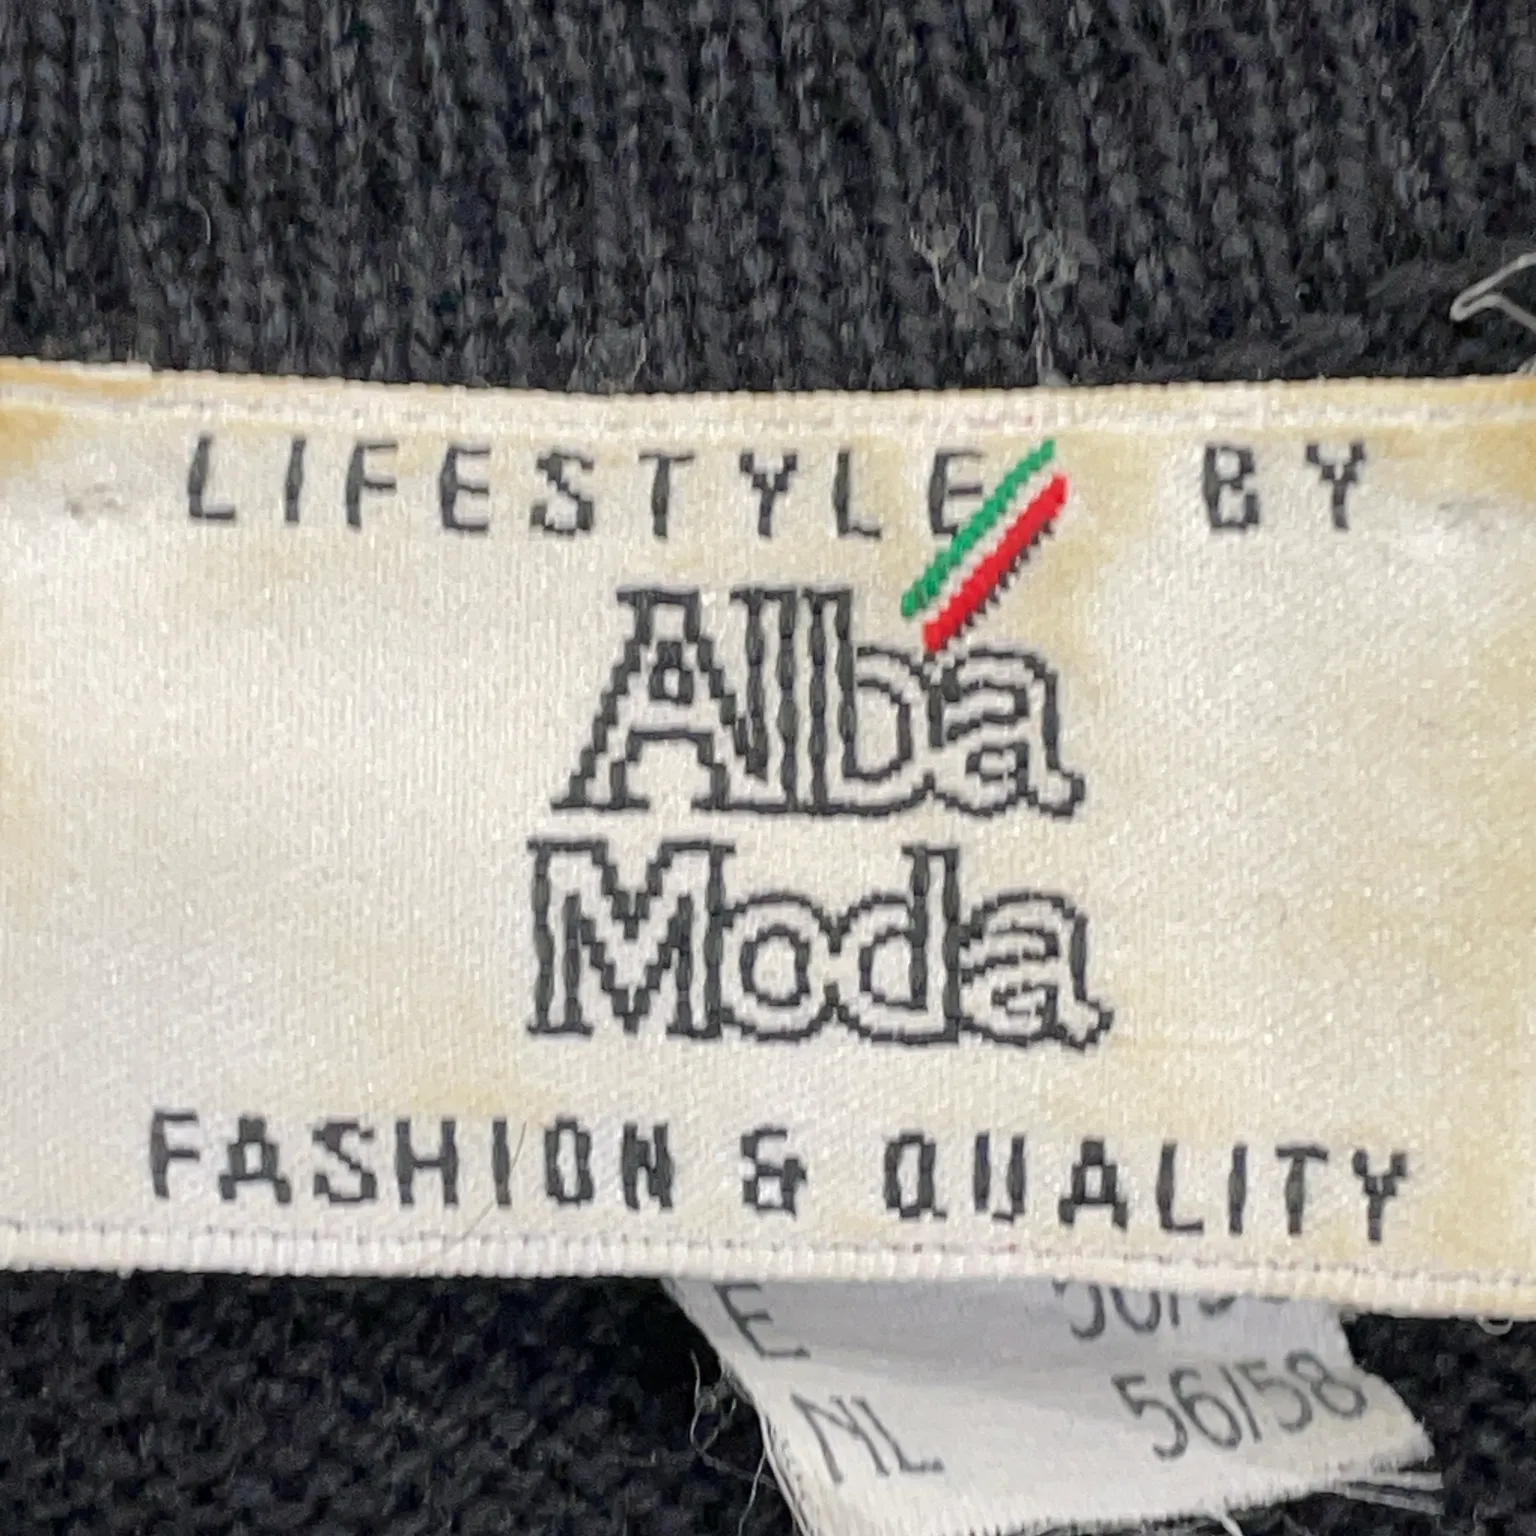 LIFESTYLE BY
Alba
Moda
FASHION & QUALITY
E
NL 56/58